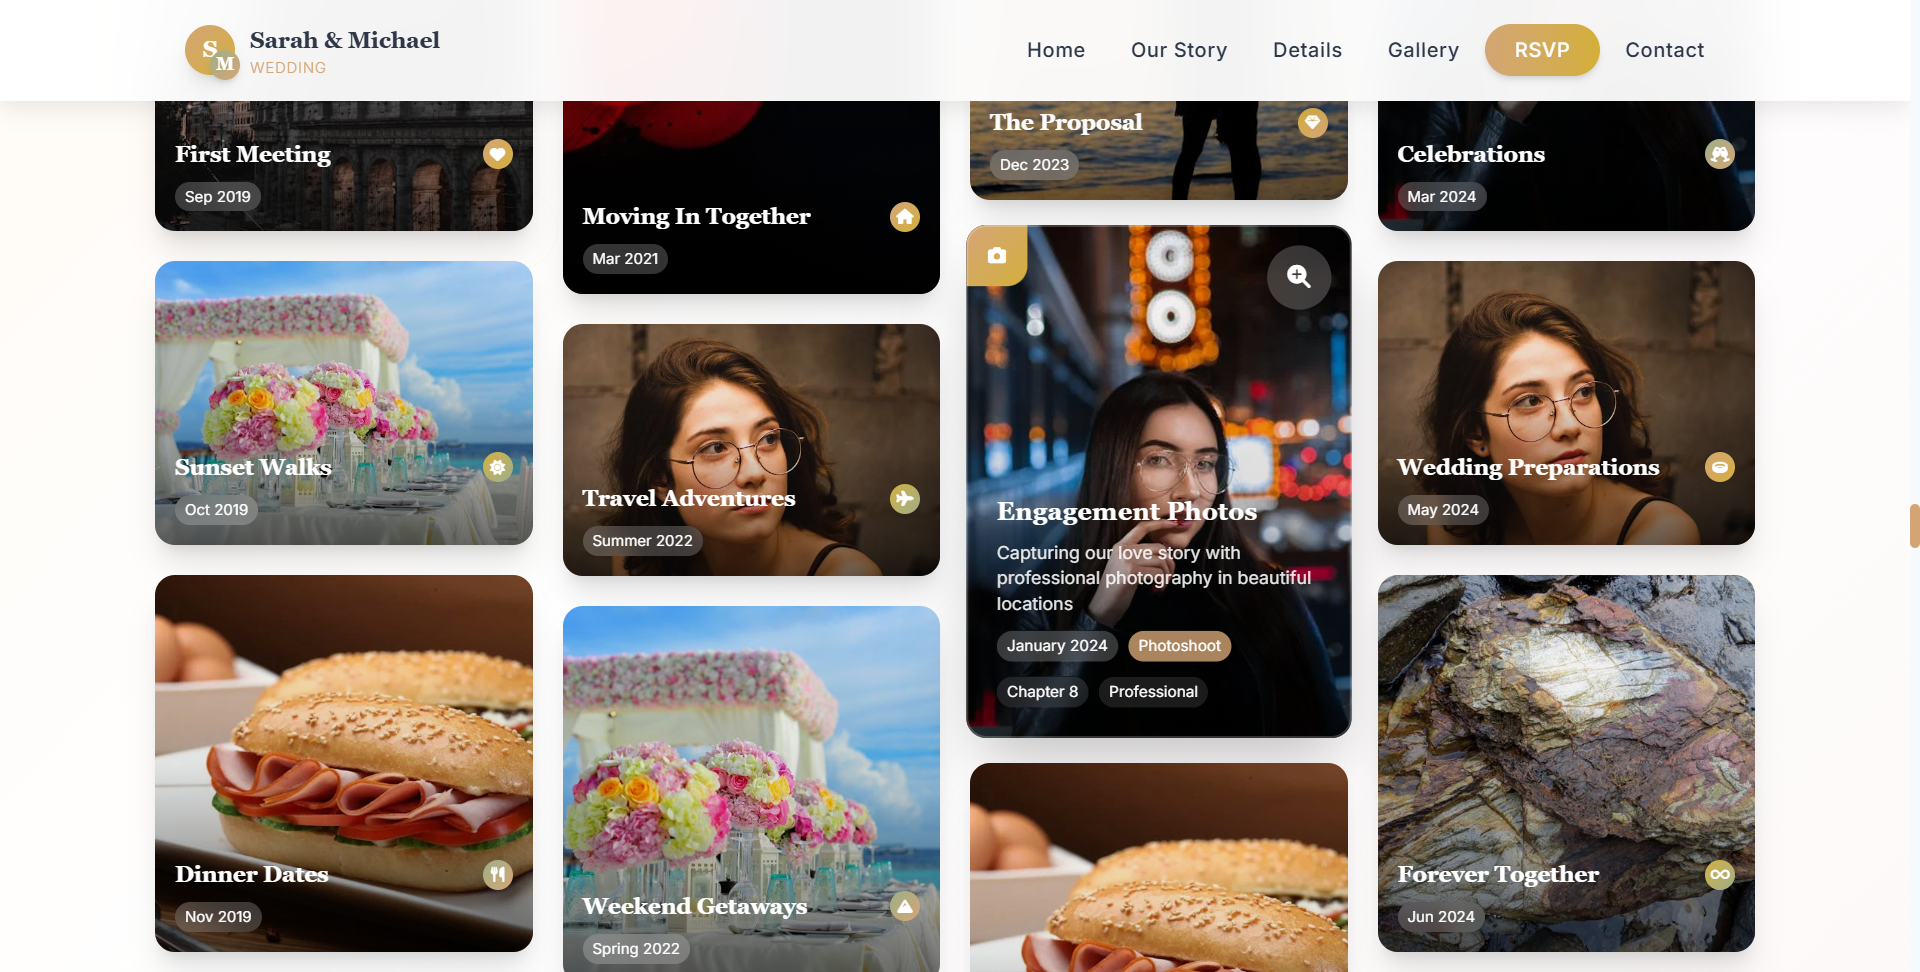 S
M
Sarah & Michael
WEDDING
Home
Our Story
Details
Gallery
RSVP
Contact
First Meeting
Sep 2019
Sunset Walks
Oct 2019
Dinner Dates
Nov 2019
Moving In Together
Mar 2021
Travel Adventures
Summer 2022
Weekend Getaways
Spring 2022
The Proposal
Dec 2023
Engagement Photos
Capturing our love story with
professional photography in beautiful
locations
January 2024
Photoshoot
Chapter 8
Professional
Celebrations
Mar 2024
Wedding Preparations
May 2024
Forever Together
Jun 2024